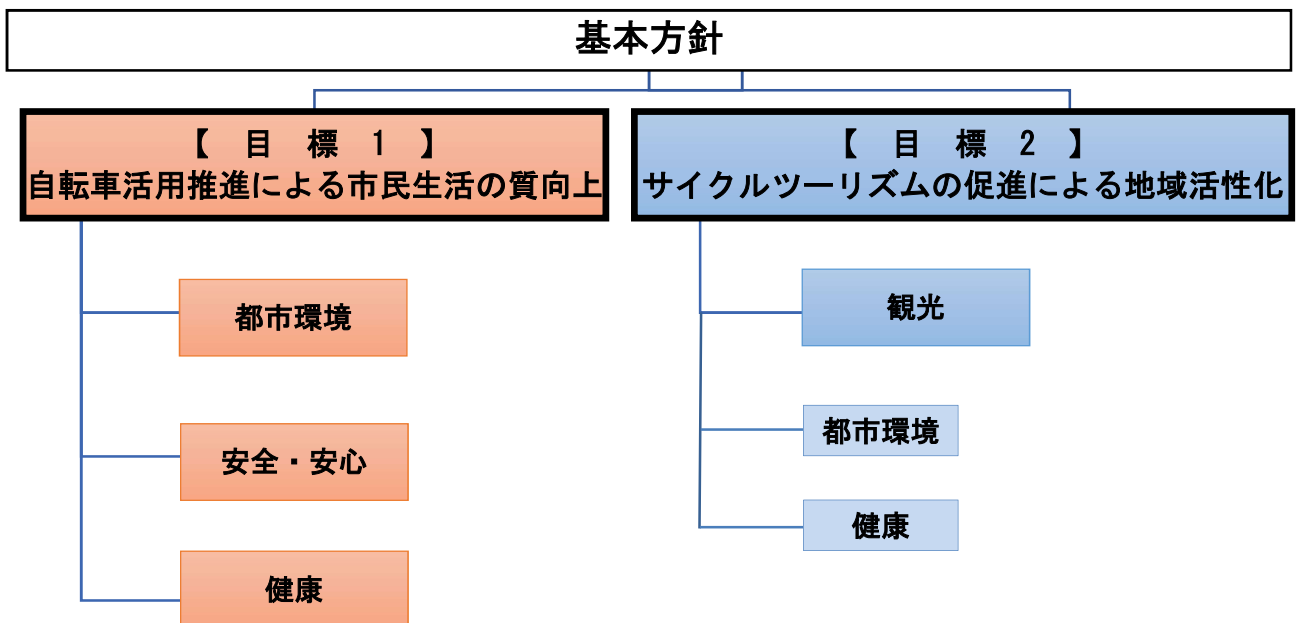 基本方針
【 目 標 1 】
自転車活用推進による市民生活の質向上
都市環境
安全・安心
健康
【 目 標 2 】
サイクルツーリズムの促進による地域活性化
観光
都市環境
健康